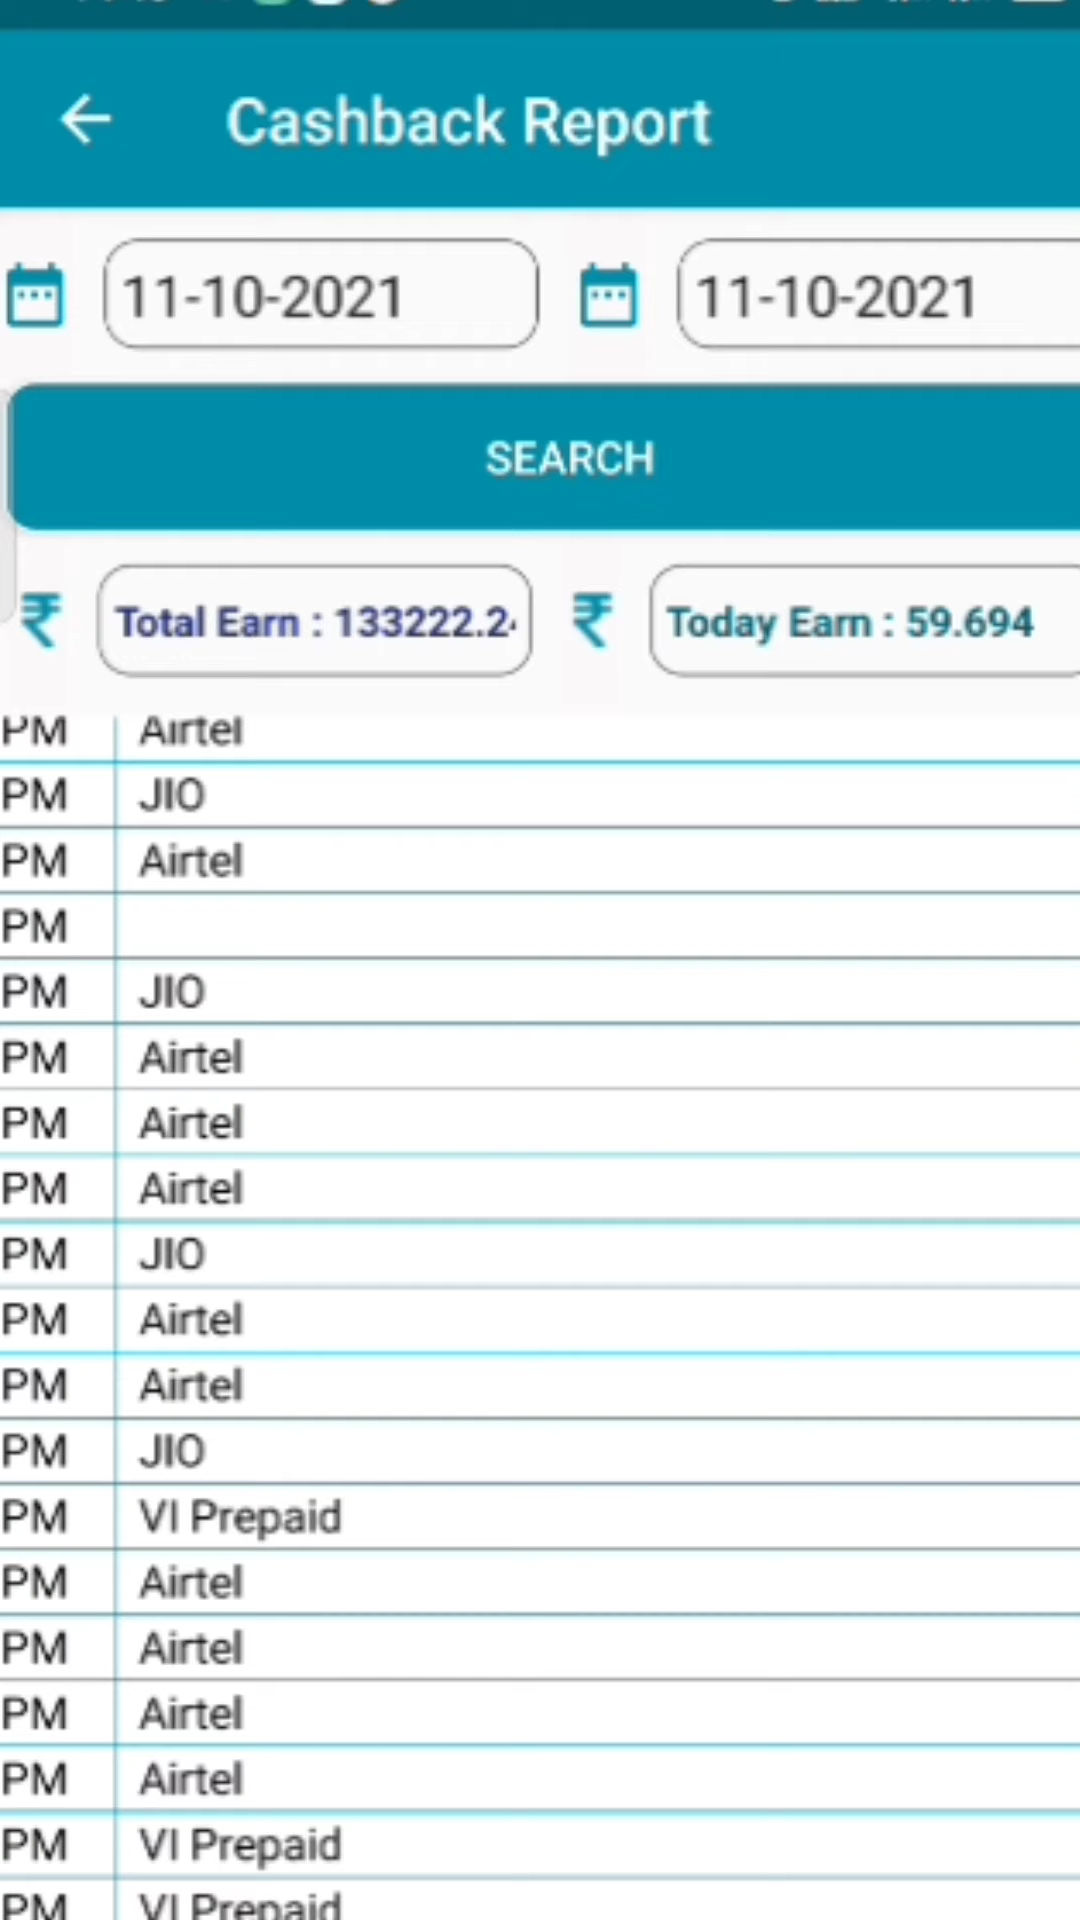 Cashback Report
11-10-2021 11-10-2021
SEARCH
₹ Total Earn : 133222.2 ₹ Today Earn : 59.694
PM Airtel
PM JIO
PM Airtel
PM
PM JIO
PM Airtel
PM Airtel
PM Airtel
PM JIO
PM Airtel
PM Airtel
PM JIO
PM VI Prepaid
PM Airtel
PM Airtel
PM Airtel
PM Airtel
PM VI Prepaid
PM VI Prepaid